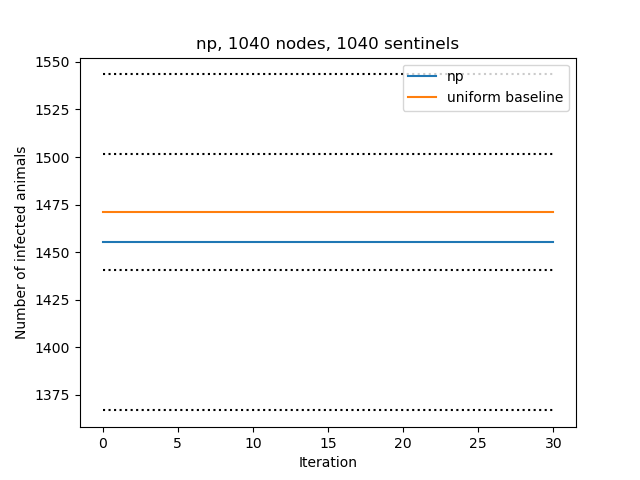 np, 1040 nodes, 1040 sentinels
1550
1525
1500
1475
1450
1425
1400
1375
Number of infected animals
np
uniform baseline
0 5 10 15 20 25 30
Iteration